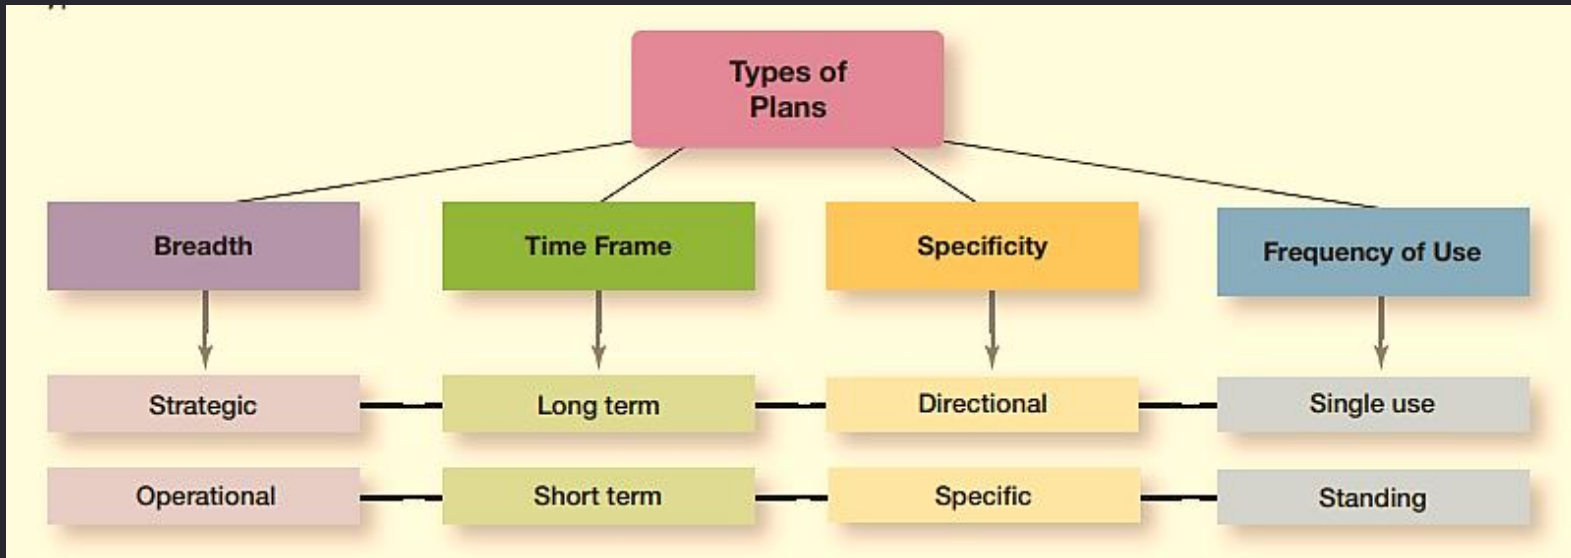 Types of
Plans
Breadth
Time Frame
Specificity
Frequency of Use
Strategic
Long term
Directional
Single use
Operational
Short term
Specific
Standing